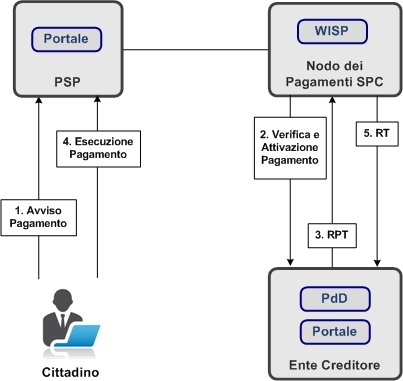 Portale
PSP
WISP
Nodo dei
Pagamenti SPC
4. Esecuzione
Pagamento
2. Verifica e
Attivazione
Pagamento
5. RT
1. Avviso
Pagamento
3. RPT
PdD
Portale
Ente Creditore
Cittadino